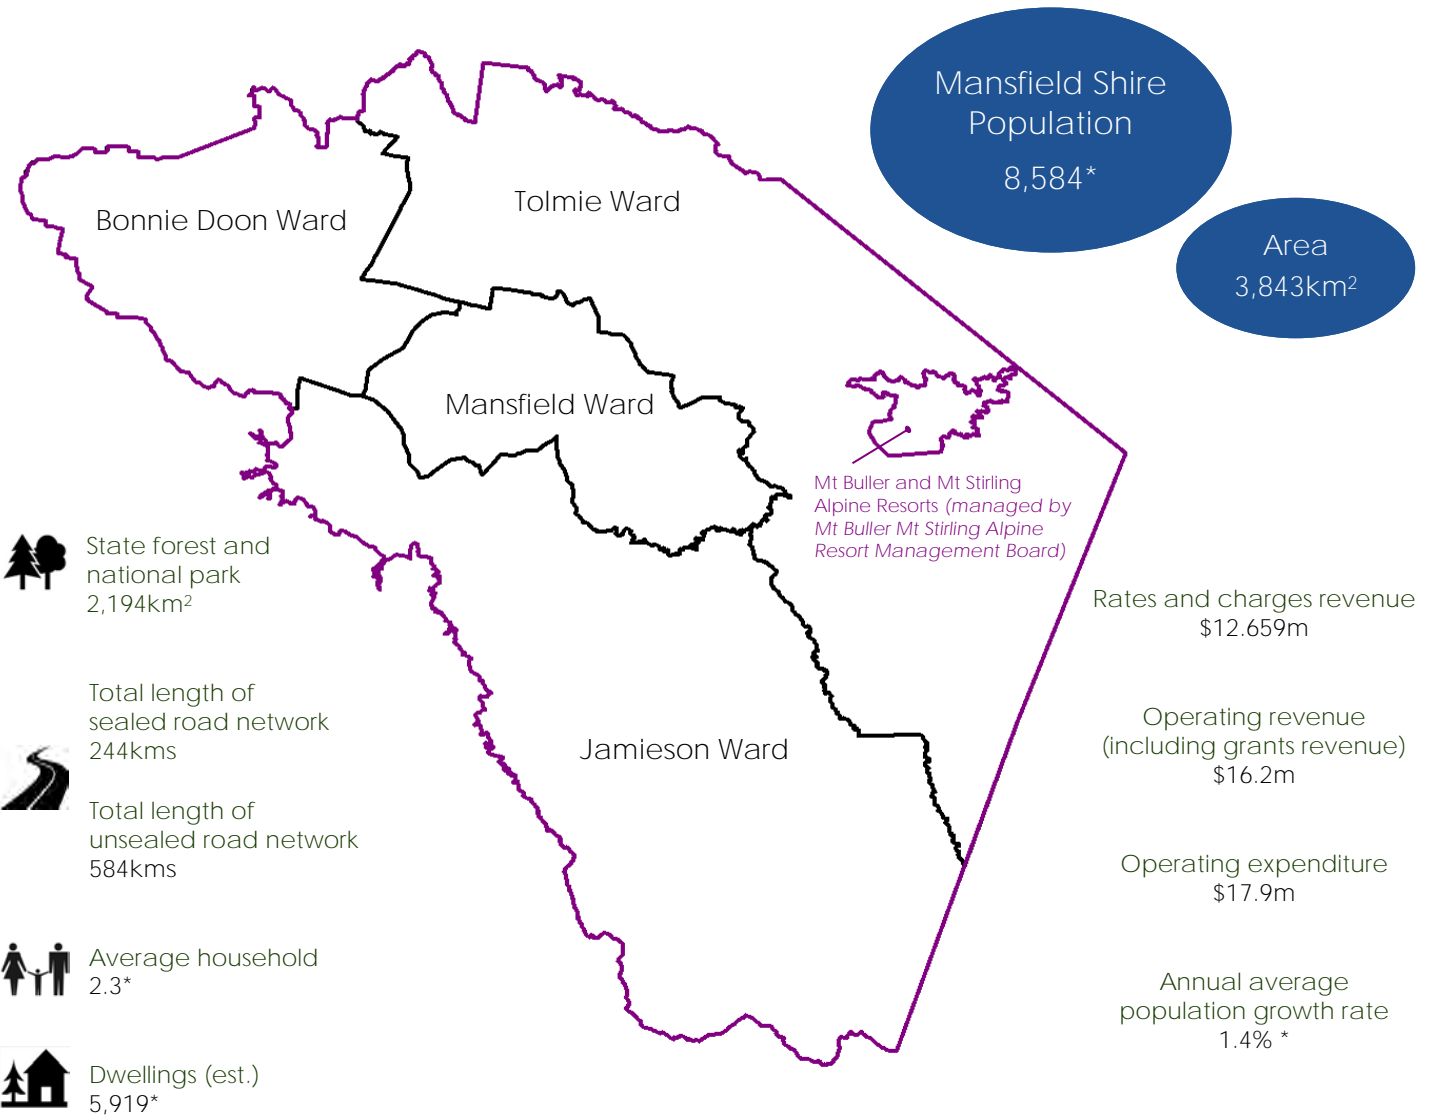 Mansfield Shire
Population
8,584*
Area
3,843km²
Tolmie Ward
Bonnie Doon Ward
Mansfield Ward
Mt Buller and Mt Stirling
Alpine Resorts (managed by
Mt Buller Mt Stirling Alpine
Resort Management Board)
Jamieson Ward
State forest and
national park
2,194km²
Total length of
sealed road network
244kms
Total length of
unsealed road network
584kms
Average household
2.3*
Dwellings (est.)
5,919*
Rates and charges revenue
$12.659m
Operating revenue
(including grants revenue)
$16.2m
Operating expenditure
$17.9m
Annual average
population growth rate
1.4% *